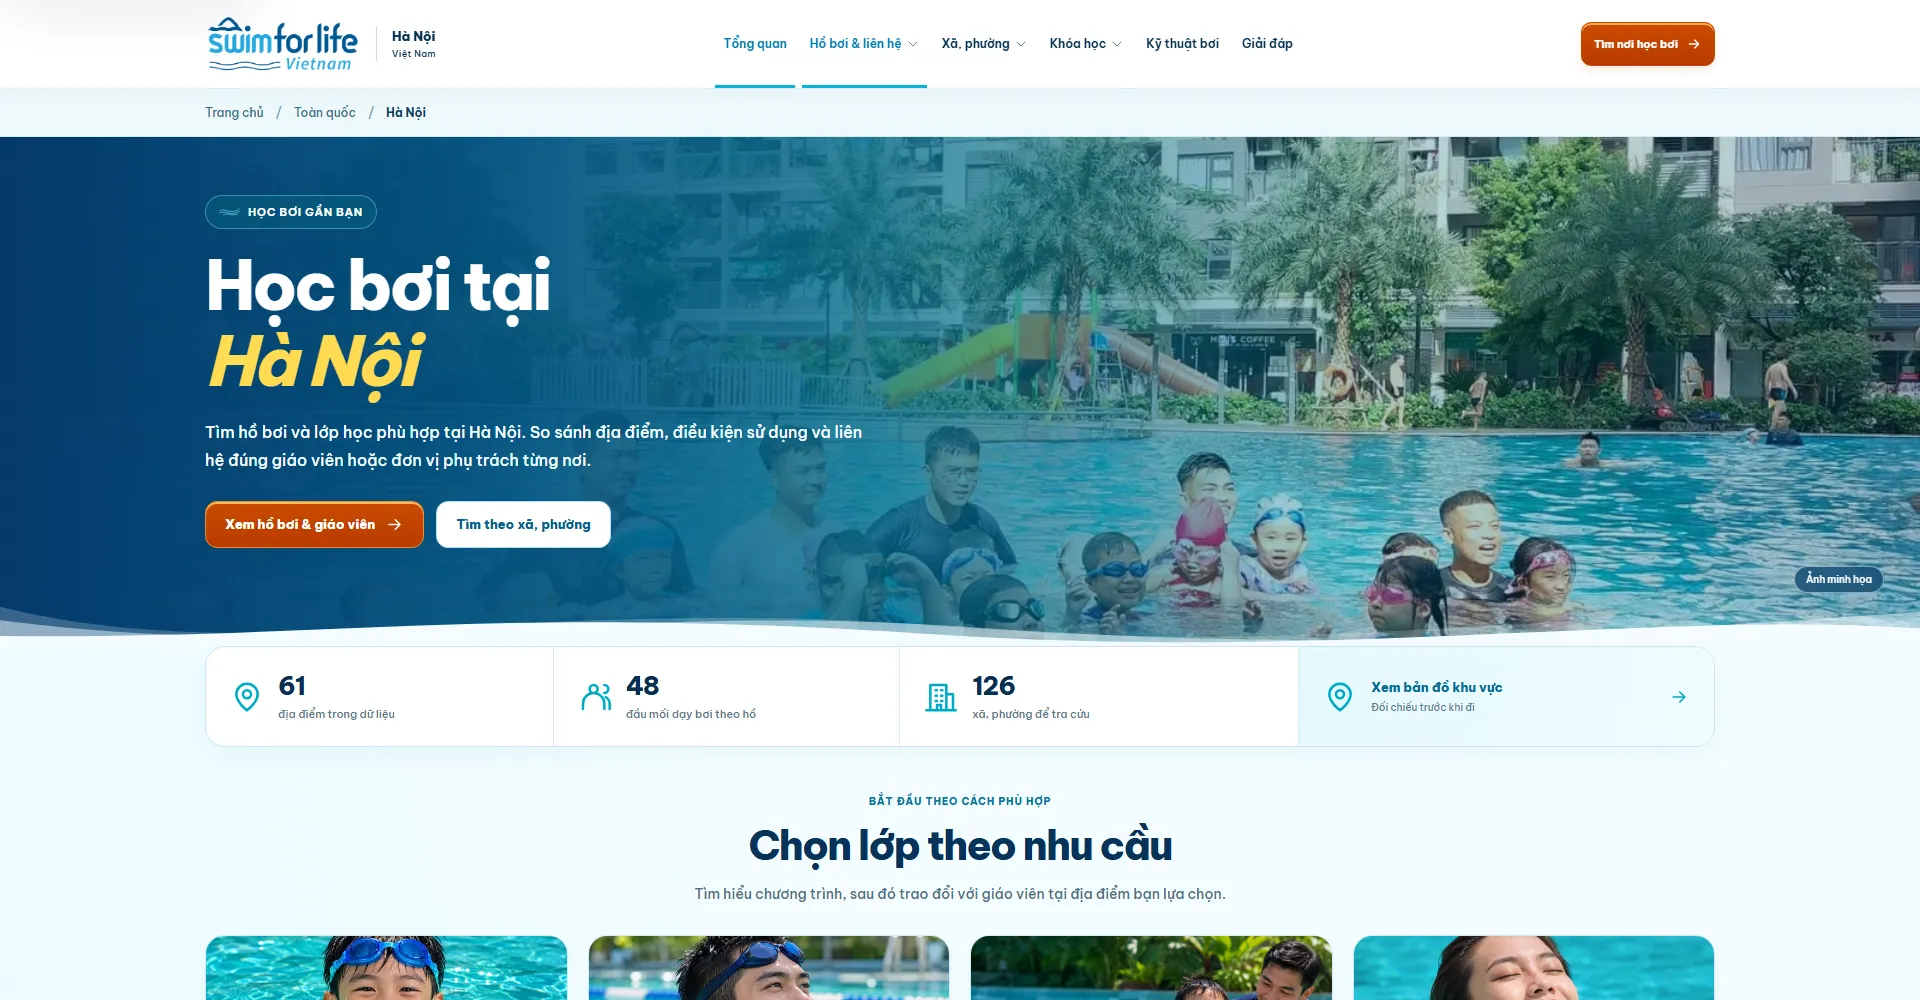 swimforlife
Vietnam
Hà Nội
Việt Nam
Tổng quan
Hồ bơi & liên hệ
Xã, phường
Khóa học
Kỹ thuật bơi
Giải đáp
Tìm nơi học bơi
Trang chủ / Toàn quốc / Hà Nội
HỌC BƠI GẦN BẠN
Học bơi tại
Hà Nội
Tìm hồ bơi và lớp học phù hợp tại Hà Nội. So sánh địa điểm, điều kiện sử dụng và liên
hệ đúng giáo viên hoặc đơn vị phụ trách từng nơi.
Xem hồ bơi & giáo viên
Tìm theo xã, phường
Ảnh minh họa
61
địa điểm trong dữ liệu
48
đầu mối dạy bơi theo hồ
126
xã, phường để tra cứu
Xem bản đồ khu vực
Đối chiếu trước khi đi
BẮT ĐẦU THEO CÁCH PHÙ HỢP
Chọn lớp theo nhu cầu
Tìm hiểu chương trình, sau đó trao đổi với giáo viên tại địa điểm bạn lựa chọn.